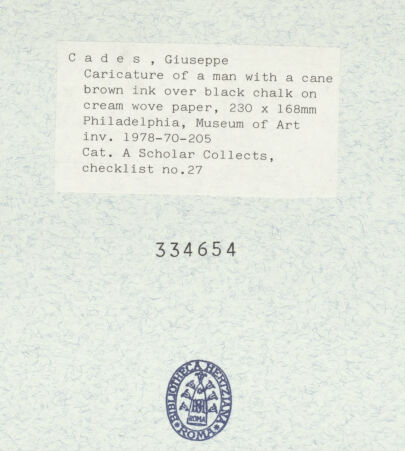 C a d e s , Giuseppe
Caricature of a man with a cane
brown ink over black chalk on
cream wove paper, 230 x 168mm
Philadelphia, Museum of Art
inv. 1978-70-205
Cat. A Scholar Collects,
checklist no.27
334654
BIBLIOTHECA HERTZIANA
ROMA
ROMA